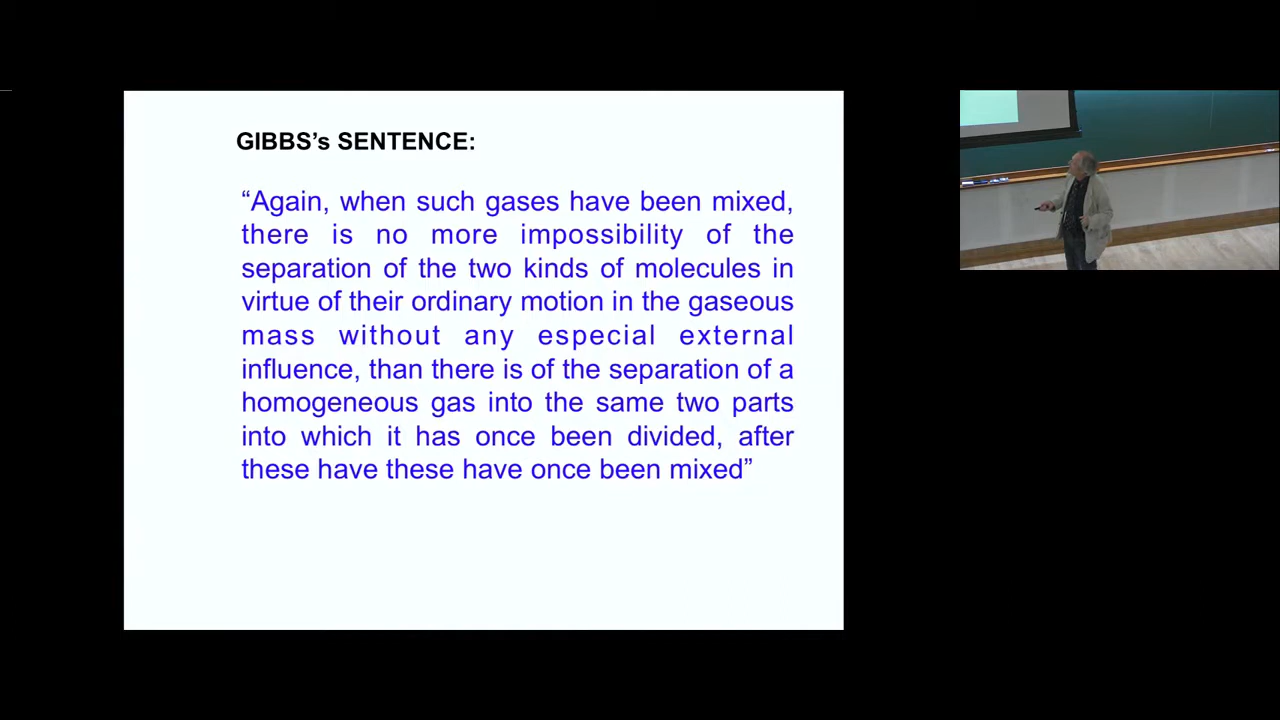 GIBBS’s SENTENCE:
“Again, when such gases have been mixed,
there is no more impossibility of the
separation of the two kinds of molecules in
virtue of their ordinary motion in the gaseous
mass without any especial external
influence, than there is of the separation of a
homogeneous gas into the same two parts
into which it has once been divided, after
these have these have once been mixed”